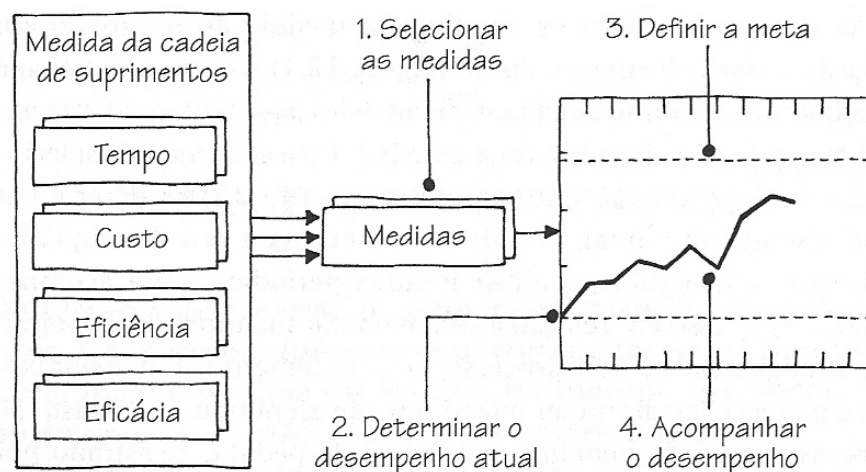 Medida da cadeia
de suprimentos
Tempo
Custo
Eficiência
Eficácia
1. Selecionar
as medidas
Medidas
2. Determinar o
desempenho atual
3. Definir a meta
4. Acompanhar
o desempenho